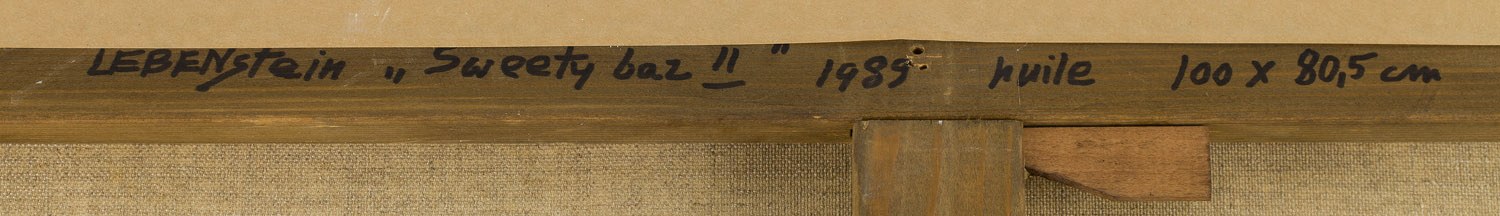 LEBENstein „Sweety baz II" 1989 huile 100 x 80,5 cm